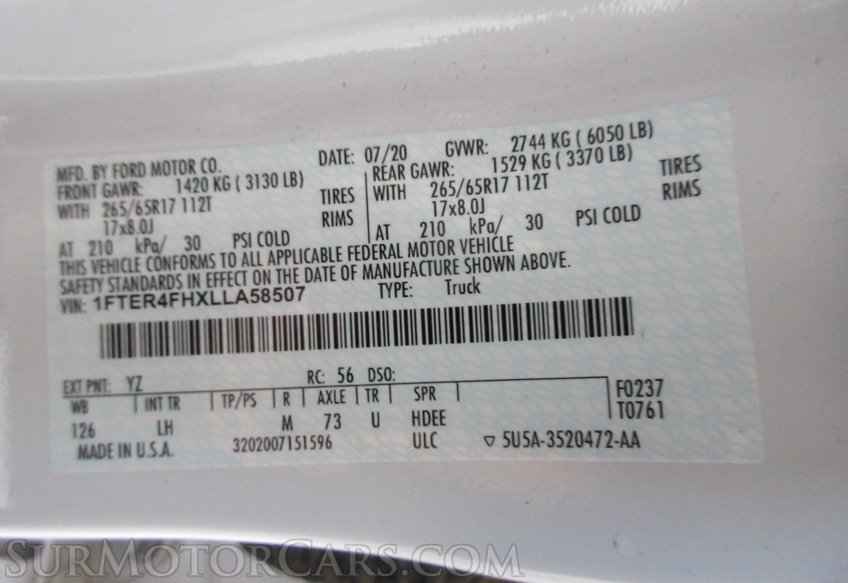 MFD. BY FORD MOTOR CO. DATE: 07/20 GVWR: 2744 KG ( 6050 LB)
FRONT GAWR: 1420 KG ( 3130 LB) REAR GAWR: 1529 KG ( 3370 LB)
WITH 265/65R17 112T TIRES WITH 265/65R17 112T TIRES
17x8.0J RIMS 17x8.0J RIMS
AT 210 kPa/ 30 PSI COLD AT 210 kPa/ 30 PSI COLD
THIS VEHICLE CONFORMS TO ALL APPLICABLE FEDERAL MOTOR VEHICLE
SAFETY STANDARDS IN EFFECT ON THE DATE OF MANUFACTURE SHOWN ABOVE.
VIN: 1FTER4FHXLLA58507 TYPE: Truck
EXT PNT: YZ RC: 56 DSO:
WB INT TR TP/PS R AXLE TR SPR F0237
126 LH M 73 U HDEE T0761
MADE IN U.S.A. 3202007151596 ULC ▽ 5U5A-3520472-AA
SurMotorCars.com